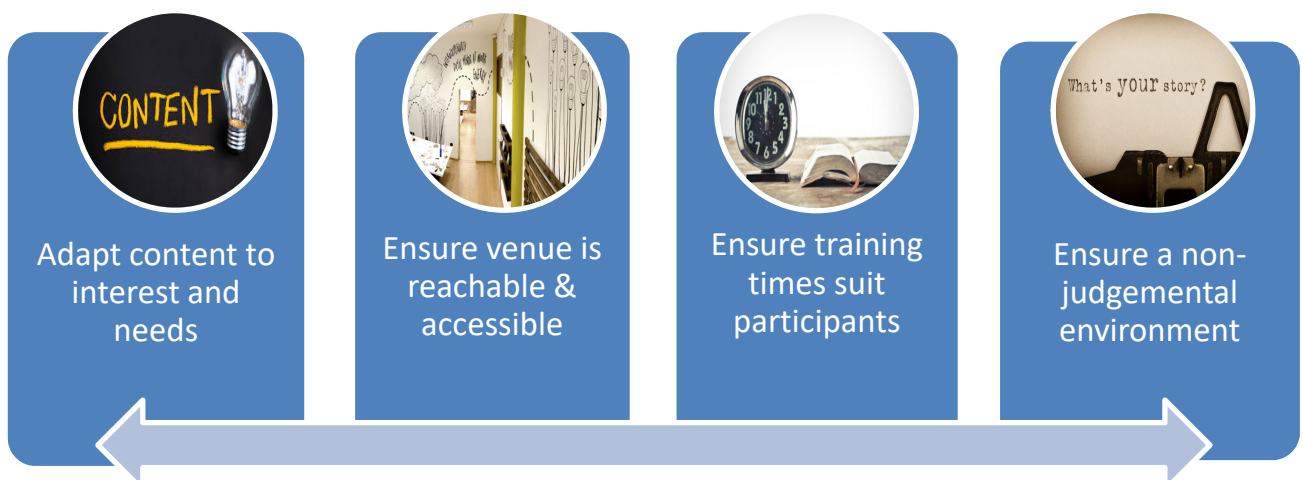 CONTENT
Adapt content to
interest and
needs
Ensure venue is
reachable &
accessible
Ensure training
times suit
participants
What's your story?
Ensure a non-
judgemental
environment